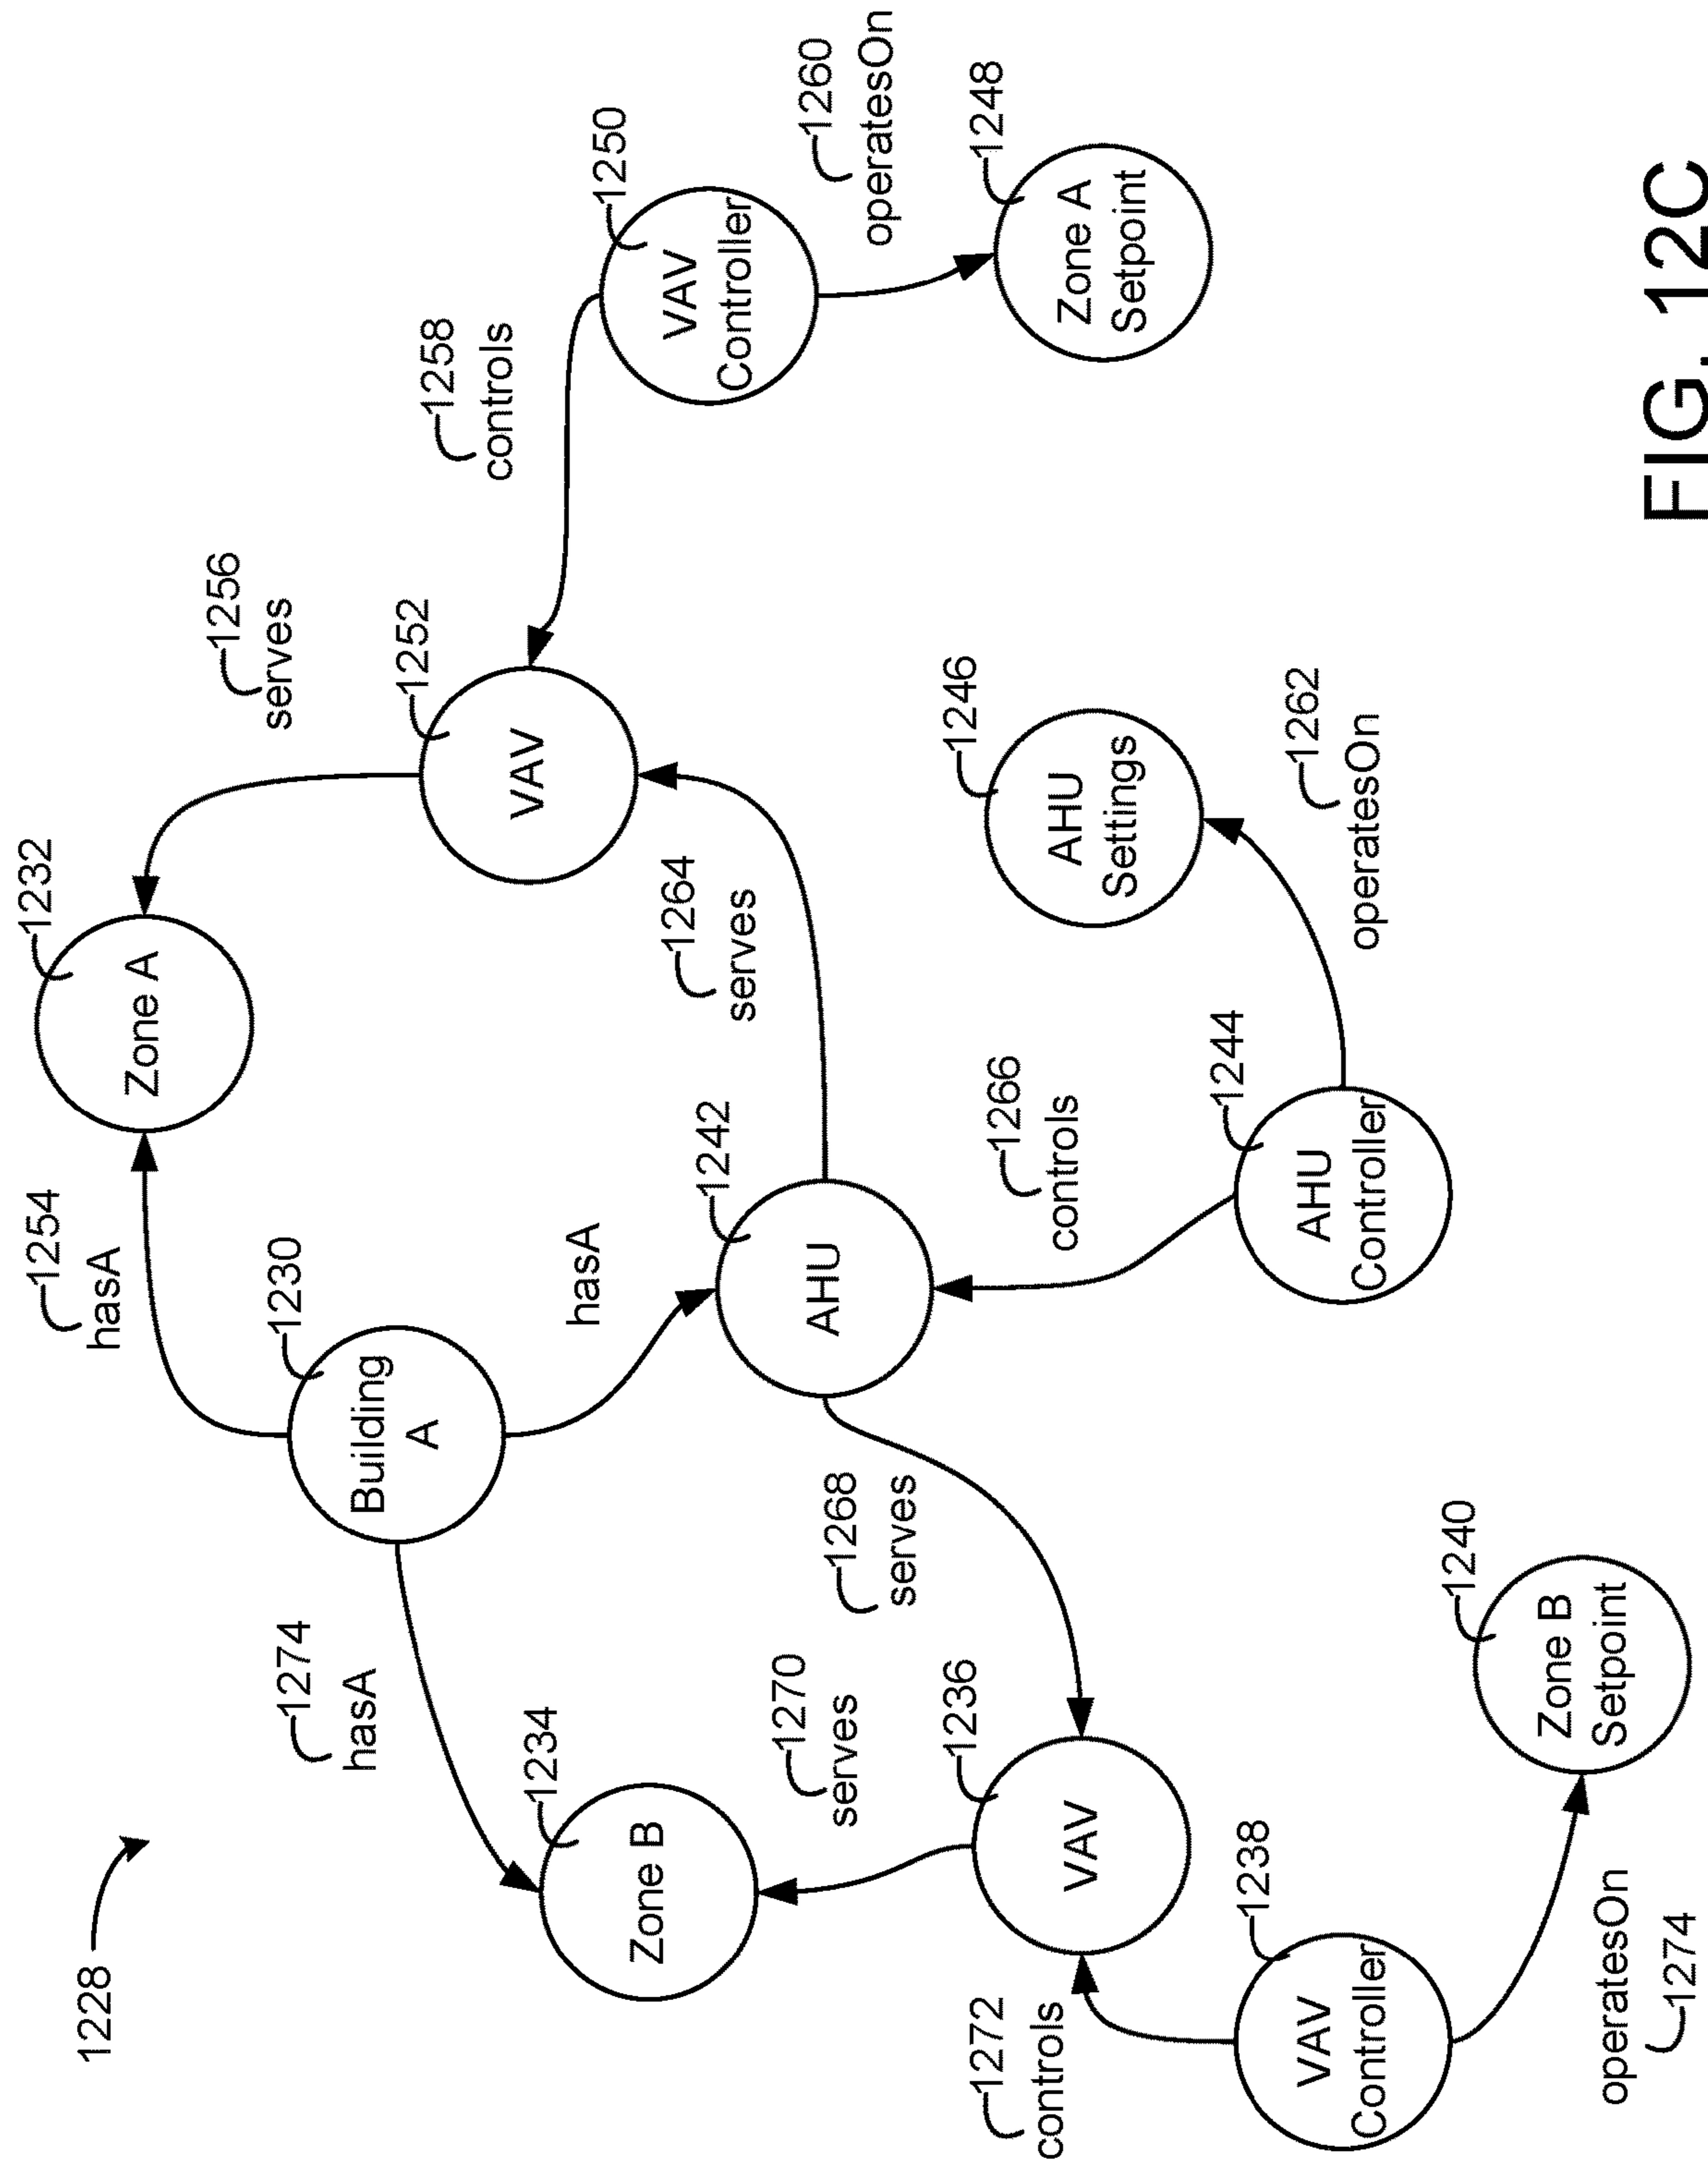 1228
1274
hasA
1254
hasA
1232
Zone A
1230
Building
A
1256
serves
1234
Zone B
hasA
1252
VAV
1258
controls
1250
VAV
Controller
1270
serves
1242
AHU
1264
serves
1268
serves
1260
operatesOn
1272
controls
1236
VAV
1266
controls
1246
AHU
Settings
1248
Zone A
Setpoint
1238
VAV
Controller
1244
AHU
Controller
1262
operatesOn
1240
Zone B
Setpoint
operatesOn
1274
FIG. 12C